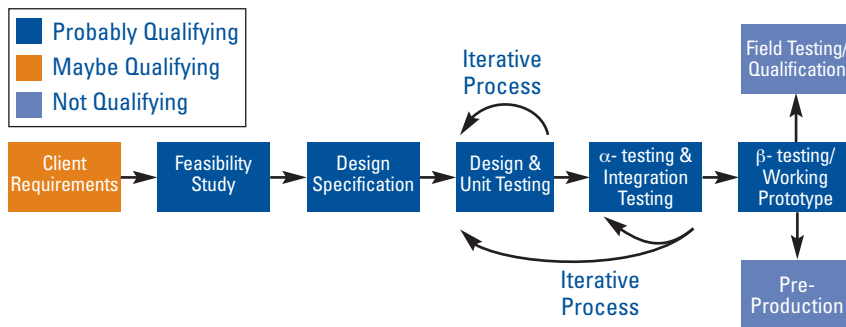 Probably Qualifying
Maybe Qualifying
Not Qualifying
Iterative
Process
Field Testing/
Qualification
Client
Requirements
Feasibility
Study
Design
Specification
Design &
Unit Testing
α- testing &
Integration
Testing
β- testing/
Working
Prototype
Iterative
Process
Pre-
Production